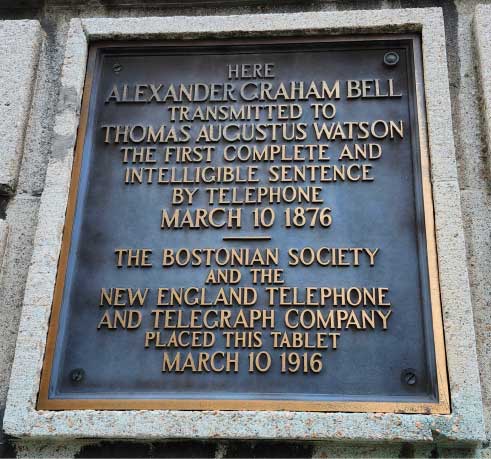 HERE
ALEXANDER GRAHAM BELL
TRANSMITTED TO
THOMAS AUGUSTUS WATSON
THE FIRST COMPLETE AND
INTELLIGIBLE SENTENCE
BY TELEPHONE
MARCH 10 1876
THE BOSTONIAN SOCIETY
AND THE
NEW ENGLAND TELEPHONE
AND TELEGRAPH COMPANY
PLACED THIS TABLET
MARCH 10 1916